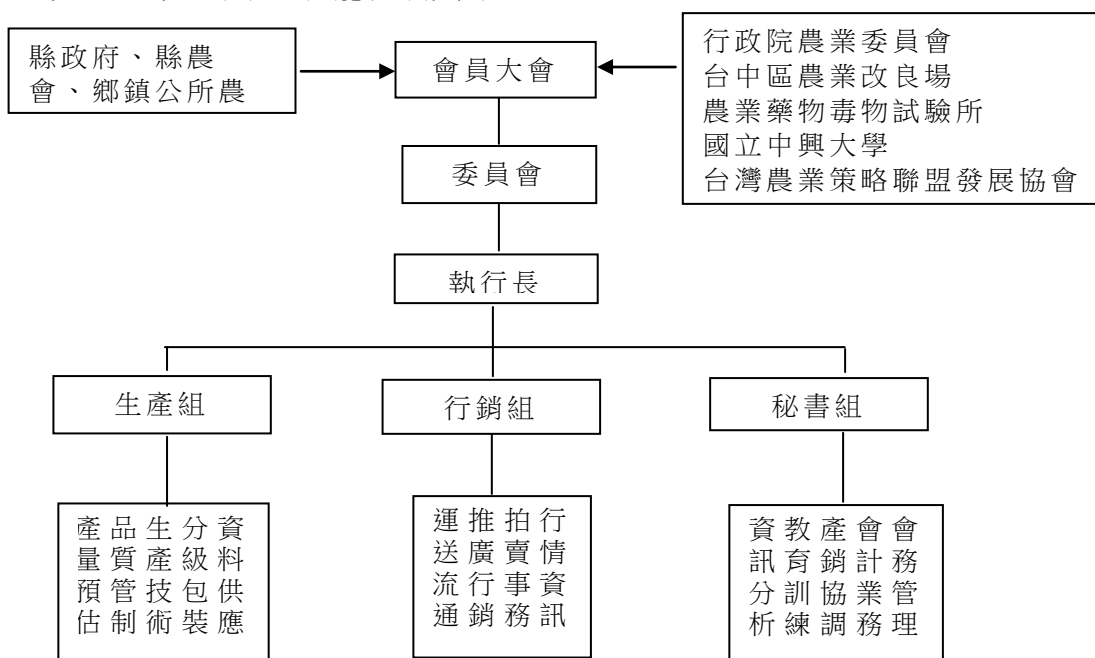 縣政府、縣農
會、鄉鎮公所農
會員大會
行政院農業委員會
台中區農業改良場
農業藥物毒物試驗所
國立中興大學
台灣農業策略聯盟發展協會
委員會
執行長
生產組
行銷組
秘書組
產量預估
品質管制
生產技術
分級包裝
資料供應
運送流通
推廣行銷
拍賣事務
行情資訊
資訊分析
教育訓練
產銷協調
會計業務
會務管理